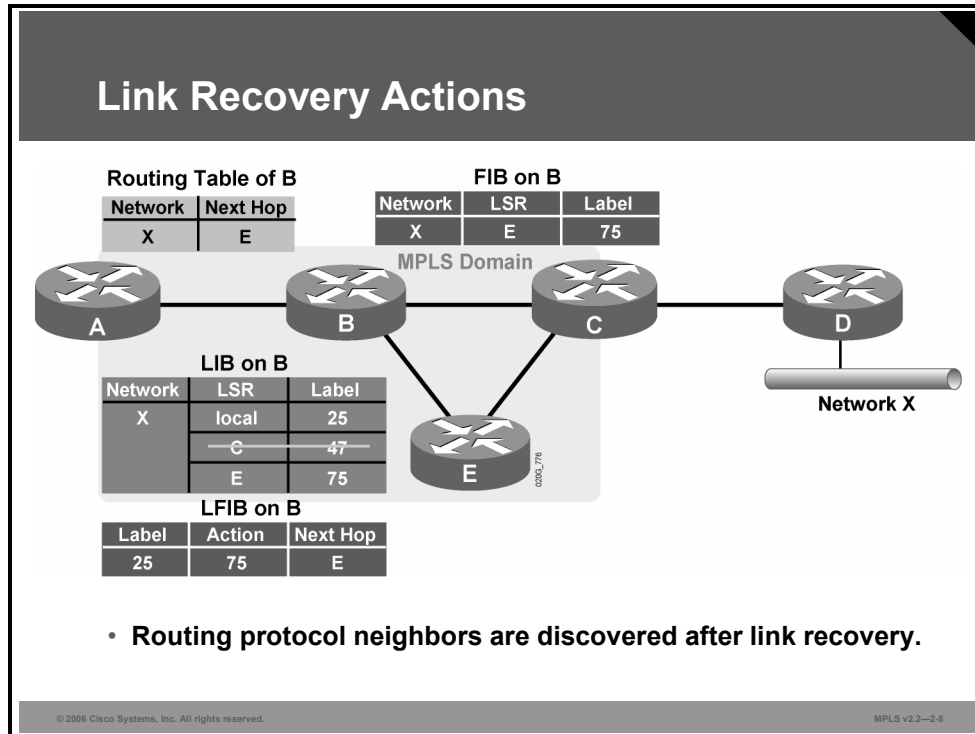 Link Recovery Actions
Routing Table of B
Network Next Hop
X E
FIB on B
Network LSR Label
X E 75
MPLS Domain
A
B
C
D
Network X
LIB on B
Network LSR Label
X local 25
C 47
E 75
E
020G_776
LFIB on B
Label Action Next Hop
25 75 E
• Routing protocol neighbors are discovered after link recovery.
© 2006 Cisco Systems, Inc. All rights reserved.
MPLS v2.2—2-8